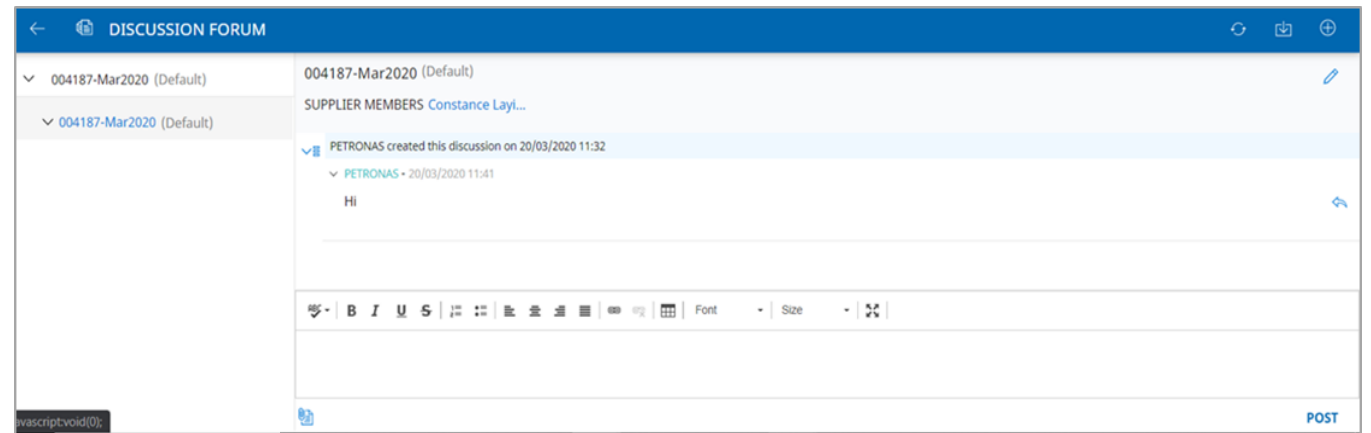 DISCUSSION FORUM
004187-Mar2020 (Default)
004187-Mar2020 (Default)
004187-Mar2020 (Default)
SUPPLIER MEMBERS Constance Layi...
PETRONAS created this discussion on 20/03/2020 11:32
PETRONAS • 20/03/2020 11:41
Hi
B I U S Font Size
avascript:void(0);
POST